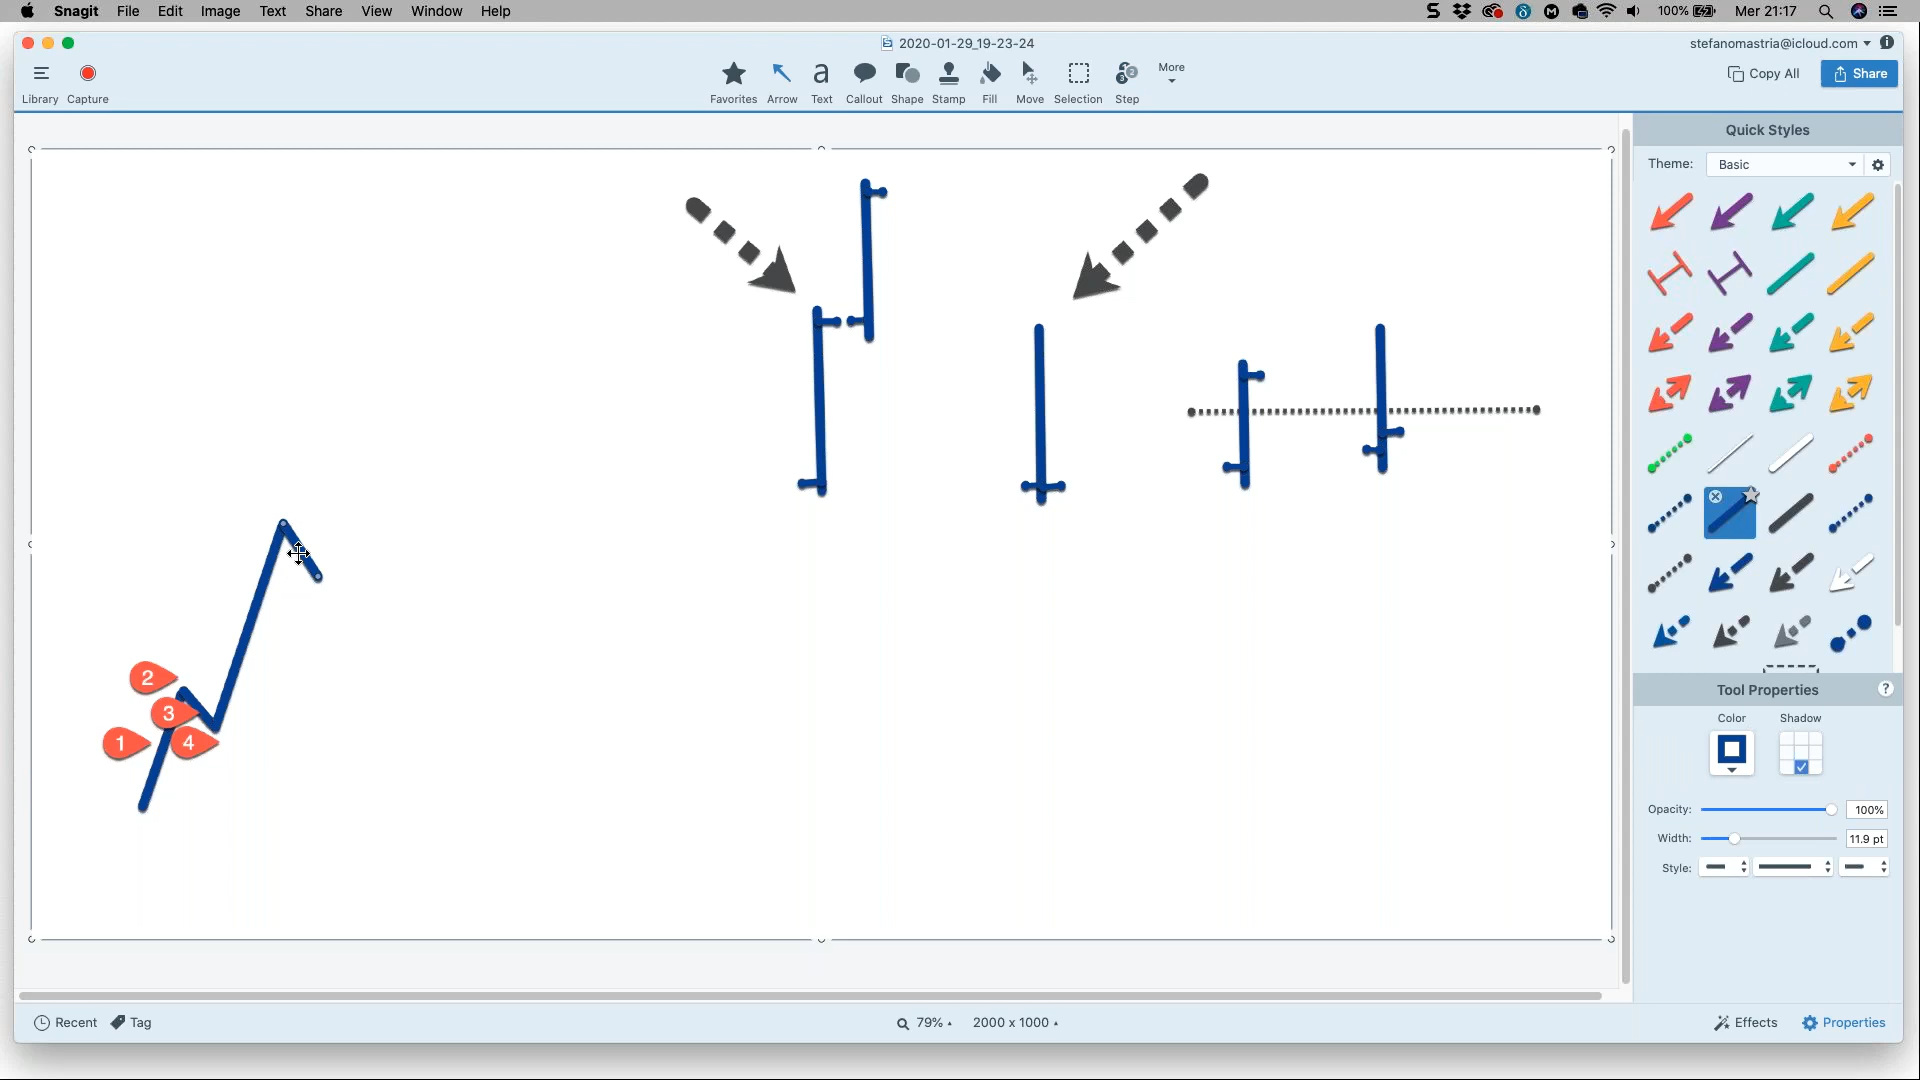 Snagit File Edit Image Text Share View Window Help
100% Mer 21:17
2020-01-29_19-23-24
stefanomastria@icloud.com
Library Capture
Favorites Arrow Text Callout Shape Stamp Fill Move Selection Step
More
Copy All
Share
Quick Styles
Theme: Basic
2
3
1
4
Tool Properties
?
Color Shadow
Opacity: 100%
Width: 11.9 pt
Style:
Recent Tag
79% 2000 x 1000
Effects Properties